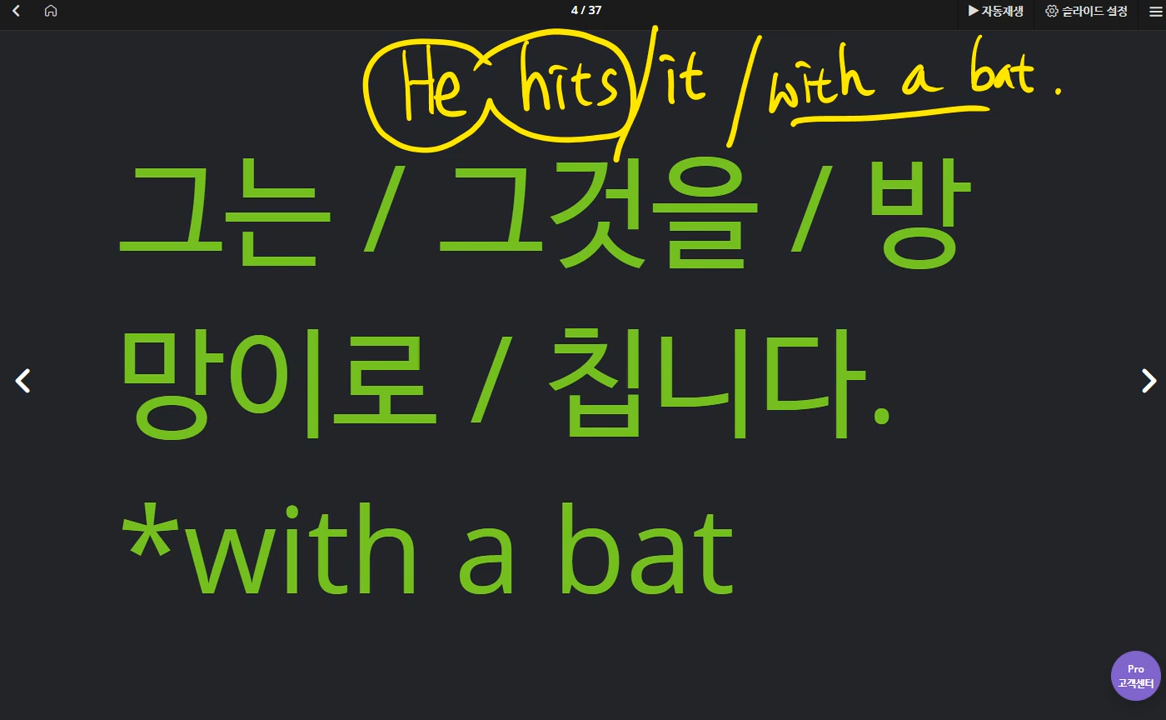 4 / 37
▶ 자동재생
슬라이드 설정
He hits / it / with a bat.
그는 / 그것을 / 방
망이로 / 칩니다.
*with a bat
Pro
고객센터